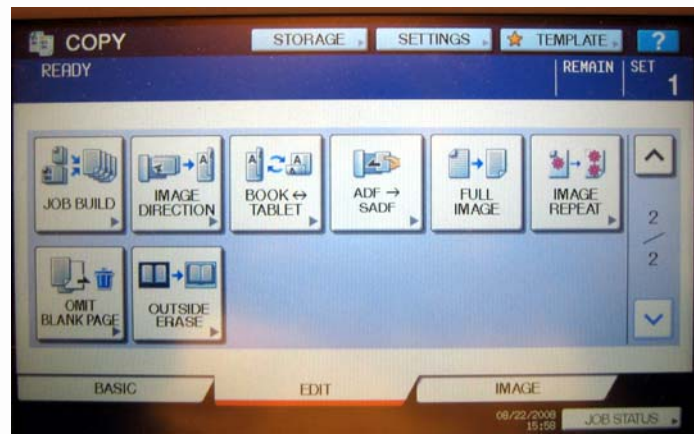 COPY
STORAGE
SETTINGS
TEMPLATE
?
READY
REMAIN
SET
1
JOB BUILD
IMAGE
DIRECTION
BOOK ↔
TABLET
ADF →
SADF
FULL
IMAGE
IMAGE
REPEAT
2
/
2
OMIT
BLANK PAGE
OUTSIDE
ERASE
BASIC
EDIT
IMAGE
08/22/2008
15:58
JOB STATUS